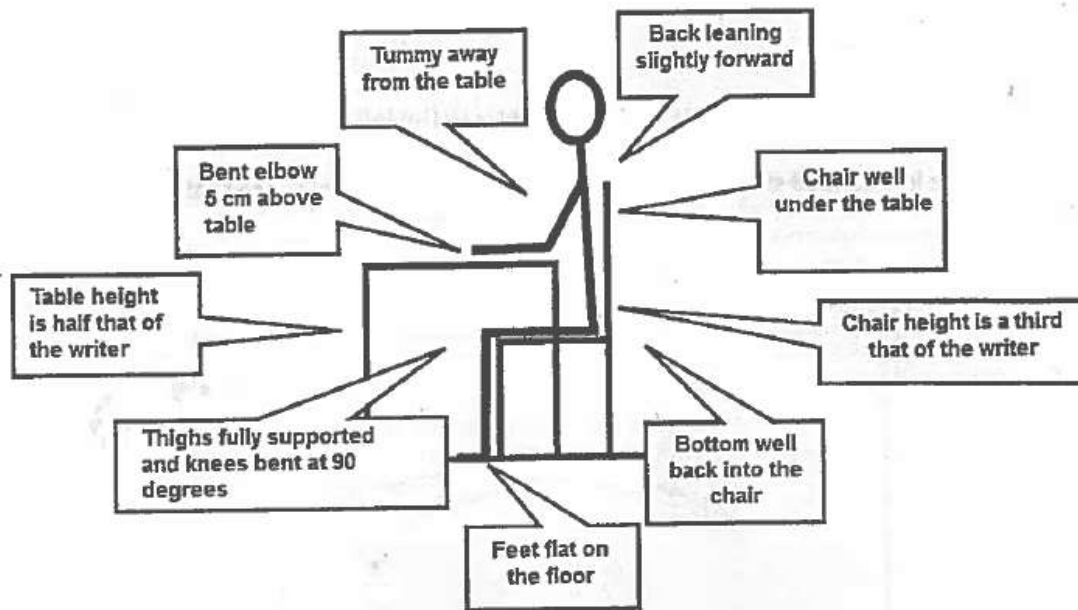 Tummy away
from the table
Back leaning
slightly forward
Bent elbow
5 cm above
table
Chair well
under the table
Table height
is half that of
the writer
Chair height is a third
that of the writer
Thighs fully supported
and knees bent at 90
degrees
Bottom well
back into the
chair
Feet flat on
the floor